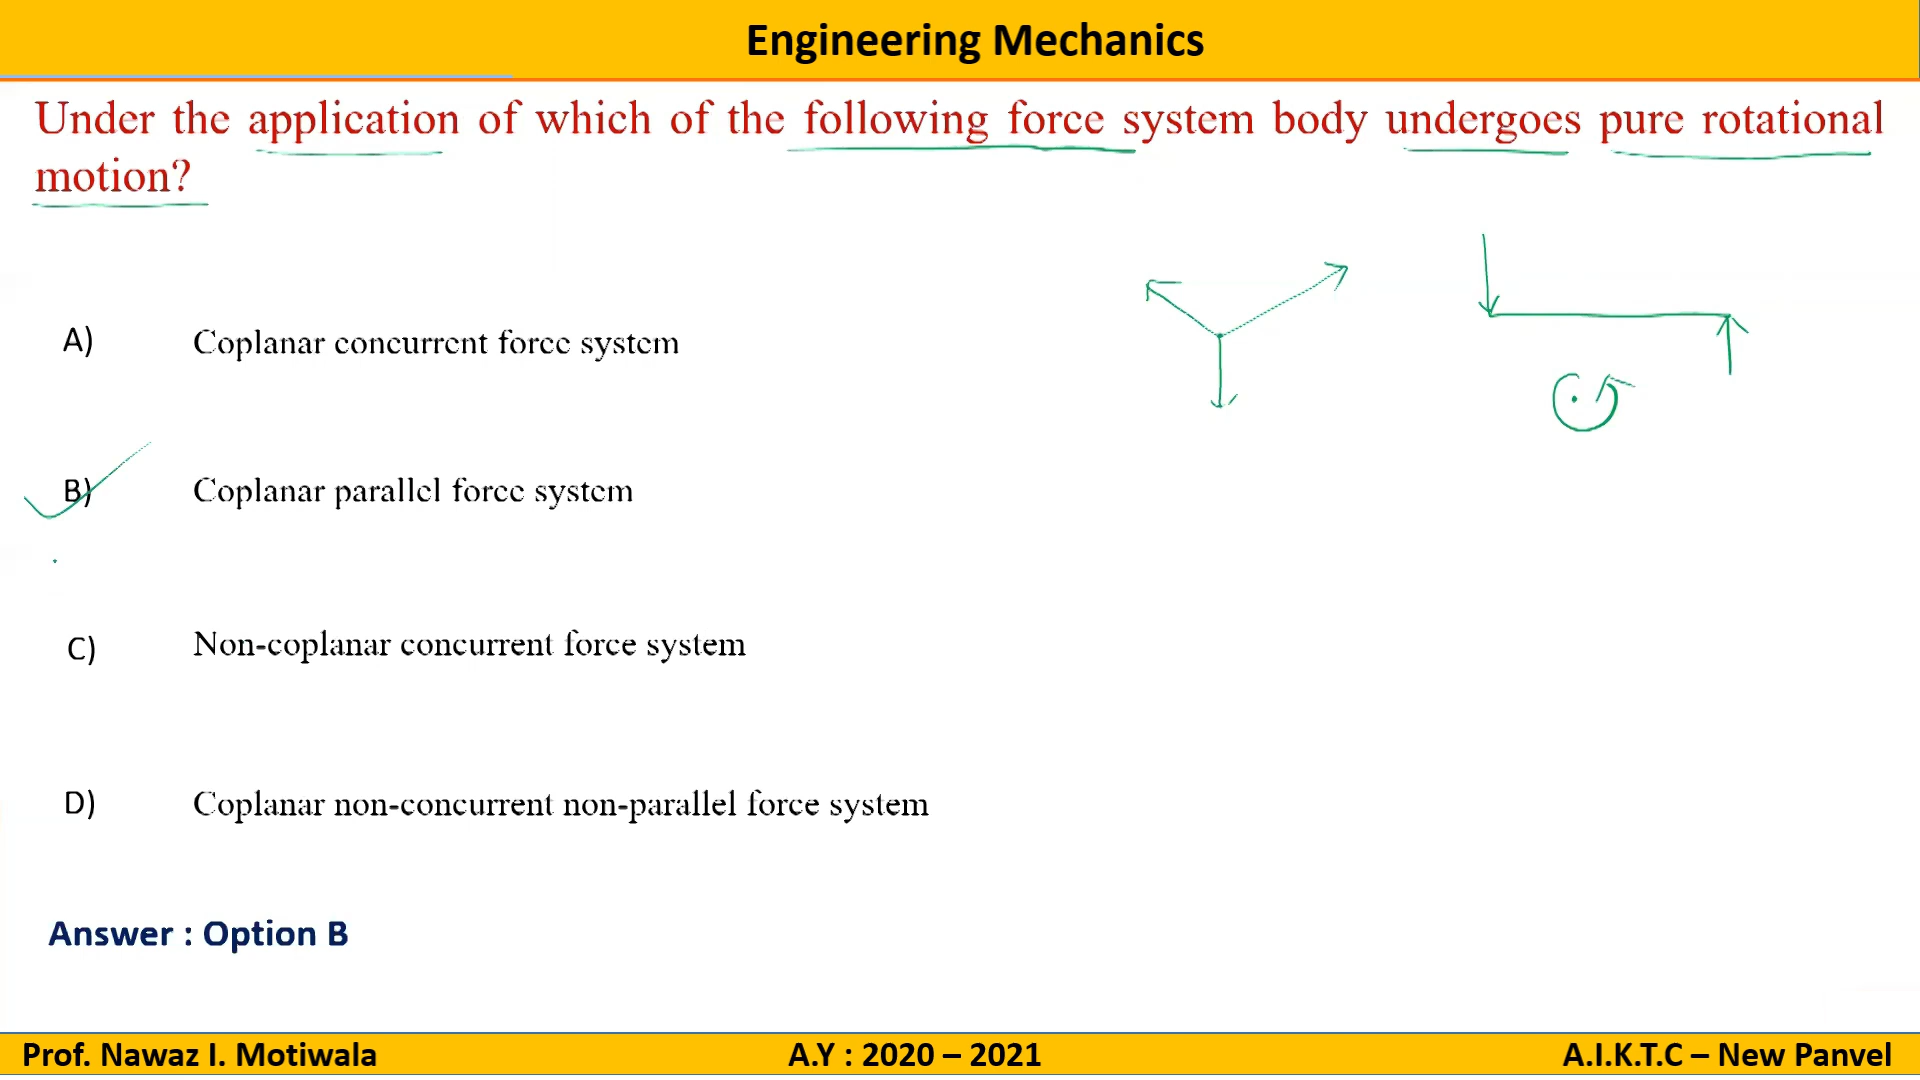 Engineering Mechanics
Under the application of which of the following force system body undergoes pure rotational
motion?
A) Coplanar concurrent force system
B) Coplanar parallel force system
C) Non-coplanar concurrent force system
D) Coplanar non-concurrent non-parallel force system
Answer : Option B
Prof. Nawaz I. Motiwala A.Y : 2020 – 2021 A.I.K.T.C – New Panvel